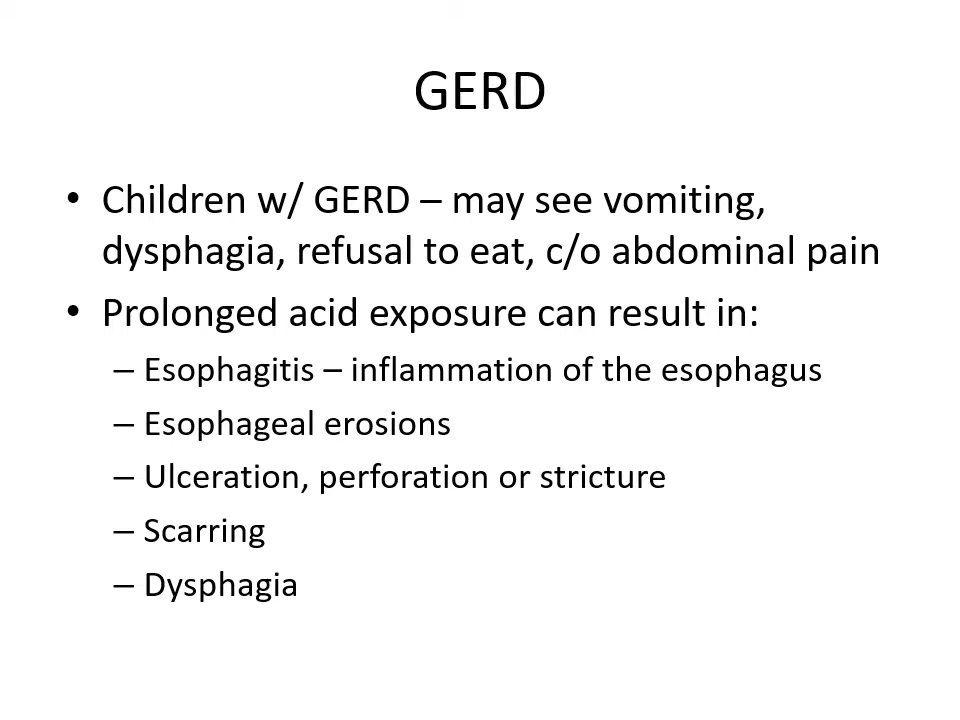 GERD
• Children w/ GERD – may see vomiting,
dysphagia, refusal to eat, c/o abdominal pain
• Prolonged acid exposure can result in:
– Esophagitis – inflammation of the esophagus
– Esophageal erosions
– Ulceration, perforation or stricture
– Scarring
– Dysphagia